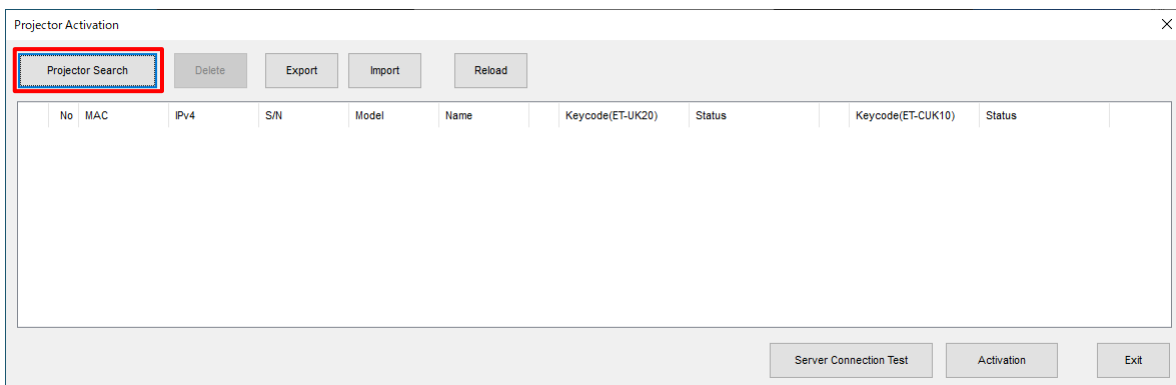 Projector Activation
Projector Search Delete Export Import Reload
No MAC IPv4 S/N Model Name Keycode(ET-UK20) Status Keycode(ET-CUK10) Status
Server Connection Test Activation Exit